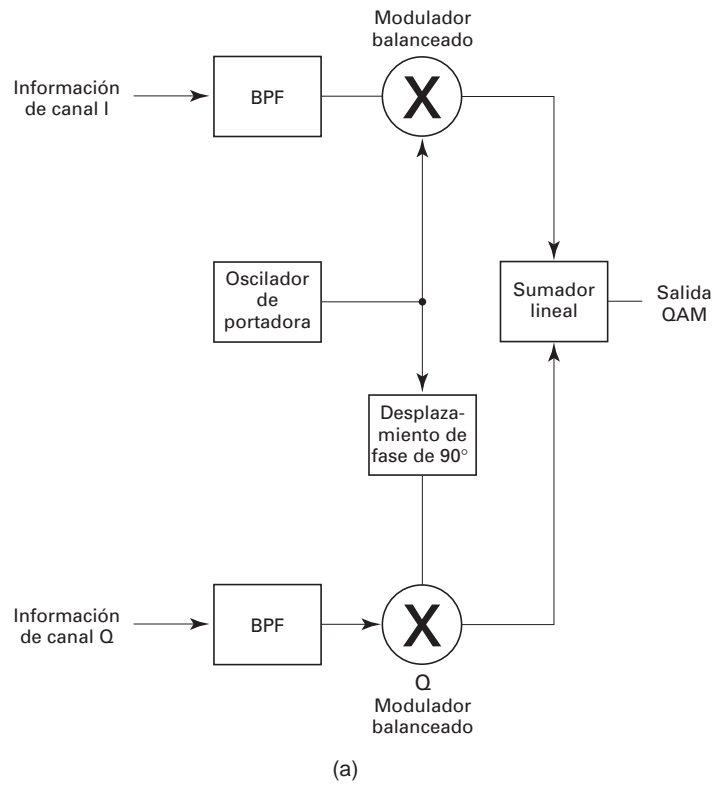 Modulador
balanceado
Información
de canal I
BPF
X
Oscilador
de
portadora
Sumador
lineal
Salida
QAM
Desplaza-
miento de
fase de 90°
Información
de canal Q
BPF
X
Q
Modulador
balanceado
(a)